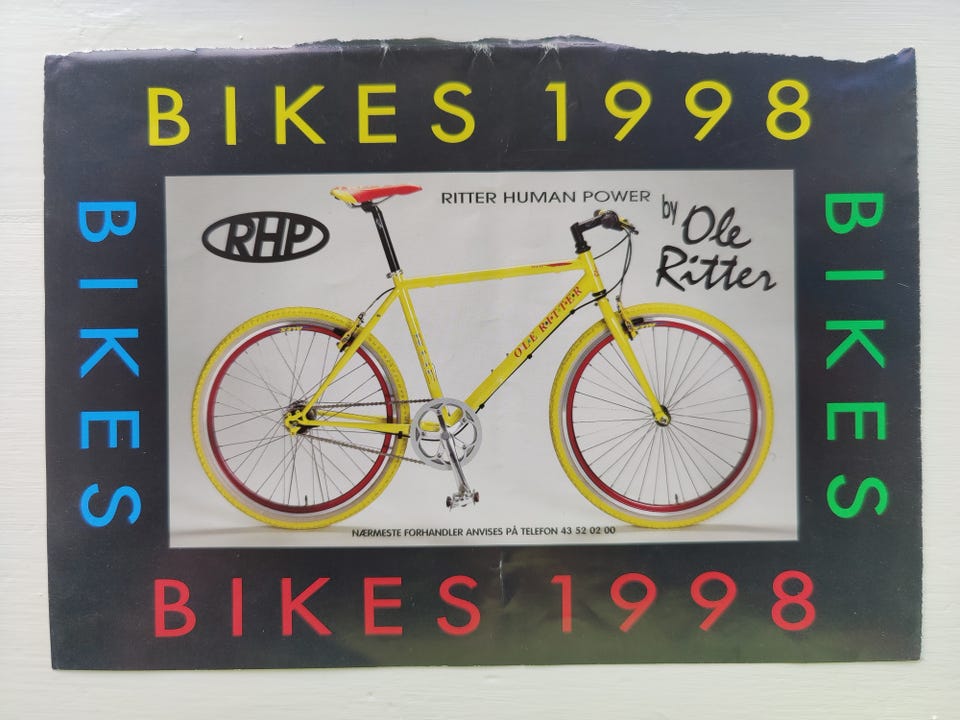 BIKES 1998
BIKES
RHP
RITTER HUMAN POWER
by Ole
Ritter
OLE RITTER
NÆRMESTE FORHANDLER ANVISES PÅ TELEFON 43 52 02 00
BIKES
BIKES 1998